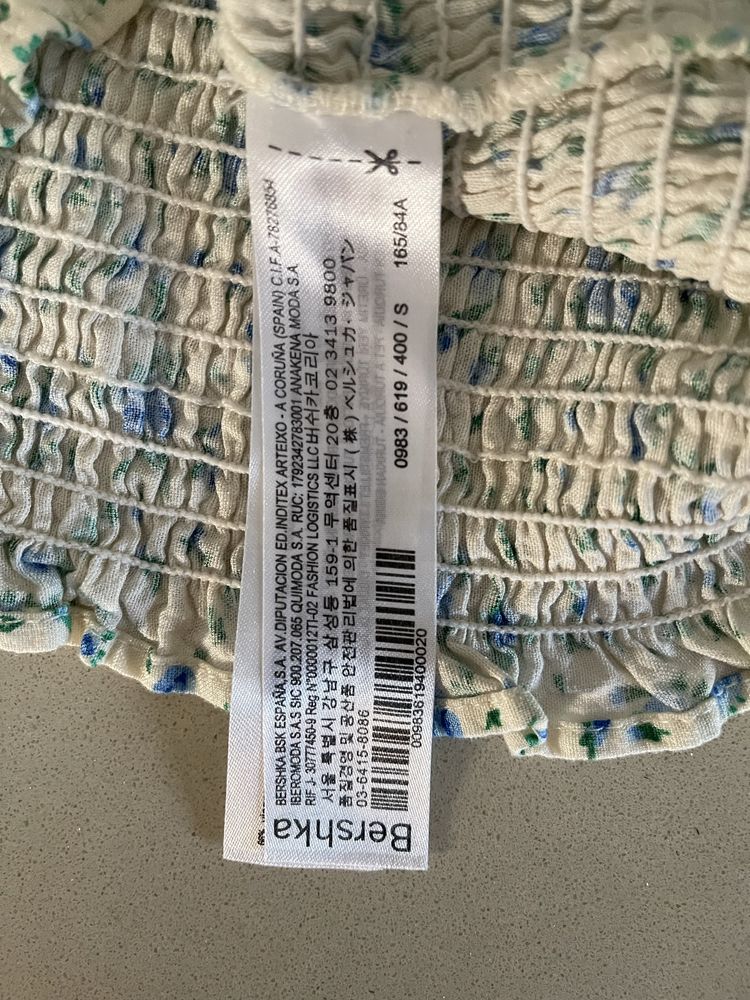 Bershka
BERSHKA BSK ESPAÑA,S.A. AV.DIPUTACION ED.INDITEX ARTEIXO - A CORUÑA (SPAIN) C.I.F A-78276854
IBEROMODA S.A.S SIC 900.207.065 QUIMODA S.A. RUC: 1792342783001 ANAKENA MODA S.A
RIF J- 30777450-9 Reg Nº00000012TI-02 FASHION LOGISTICS LLC 버쉬카코리아
서울 특별시 강남구 삼성동 159-1 무역센터 20층 02 3413 9800
품질경영 및 공산품 안전관리법에 의한 품질표시 (株) ベルシュカ・ジャパン
03-6415-8086
00983619400020
0983 / 619 / 400 / S
165/84A